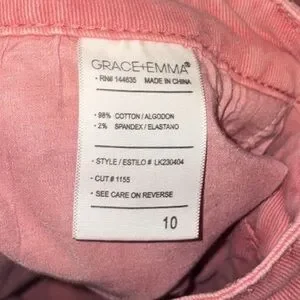 GRACE+EMMA®
• RN# 144635 MADE IN CHINA
• 98% COTTON / ALGODON
• 2% SPANDEX / ELASTANO
• STYLE / ESTILO # LK230404
• CUT # 1155
• SEE CARE ON REVERSE
10